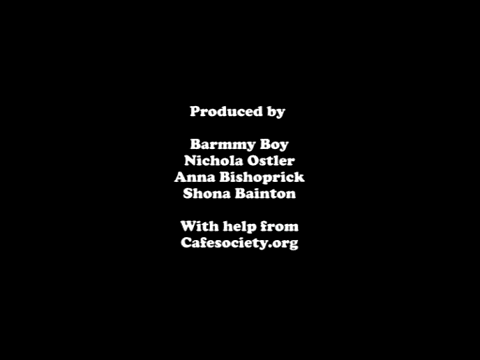 Produced by
Barmmy Boy
Nichola Ostler
Anna Bishoprick
Shona Bainton
With help from
Cafesociety.org